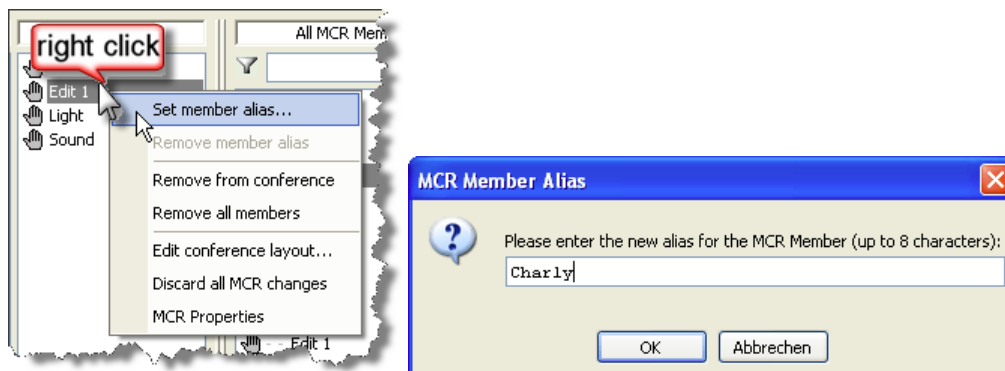 All MCR Mem
right click
Edit 1
Light
Sound
Set member alias...
Remove member alias
Remove from conference
Remove all members
Edit conference layout...
Discard all MCR changes
MCR Properties
Edit 1
MCR Member Alias
Please enter the new alias for the MCR Member (up to 8 characters):
Charly
OK
Abbrechen